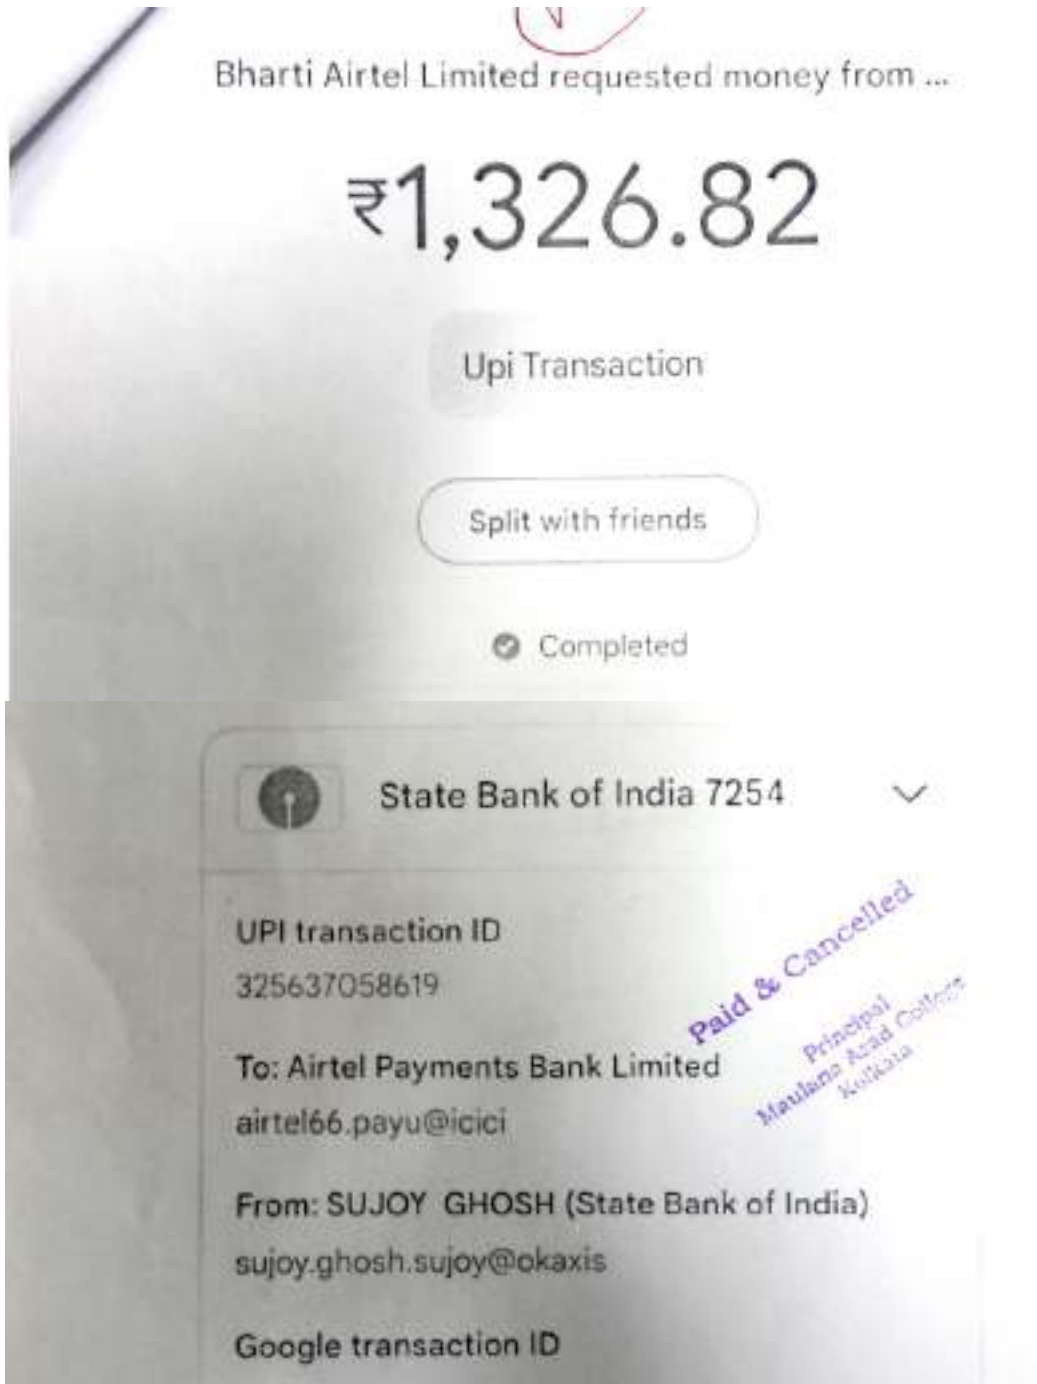 Bharti Airtel Limited requested money from ...
₹1,326.82
Upi Transaction
Split with friends
Completed
State Bank of India 7254
UPI transaction ID
325637058619
To: Airtel Payments Bank Limited
airtel66.payu@icici
From: SUJOY GHOSH (State Bank of India)
sujoy.ghosh.sujoy@okaxis
Google transaction ID
Paid & Cancelled
Principal
Maulana Azad College
Kolkata